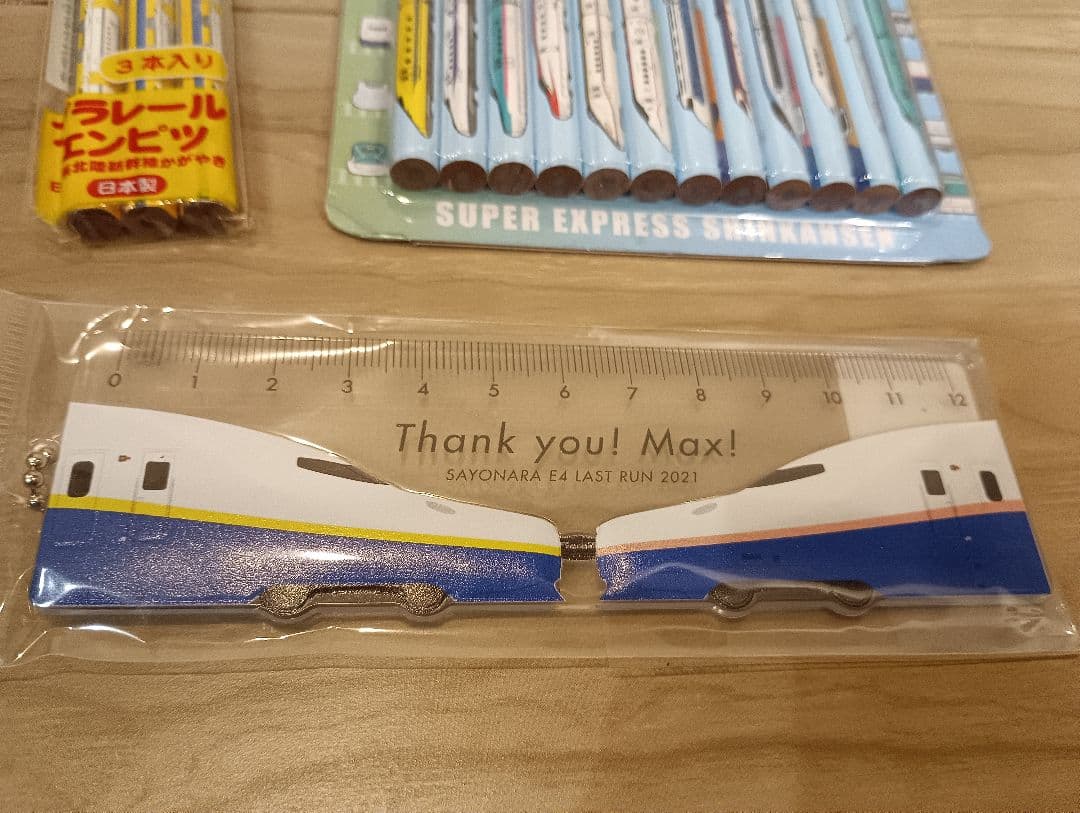 3本入り
ラレール
エンピツ
北陸新幹線かがやき
日本製
SUPER EXPRESS SHINKANSEN
0 1 2 3 4 5 6 7 8 9 10 11 12
Thank you! Max!
SAYONARA E4 LAST RUN 2021